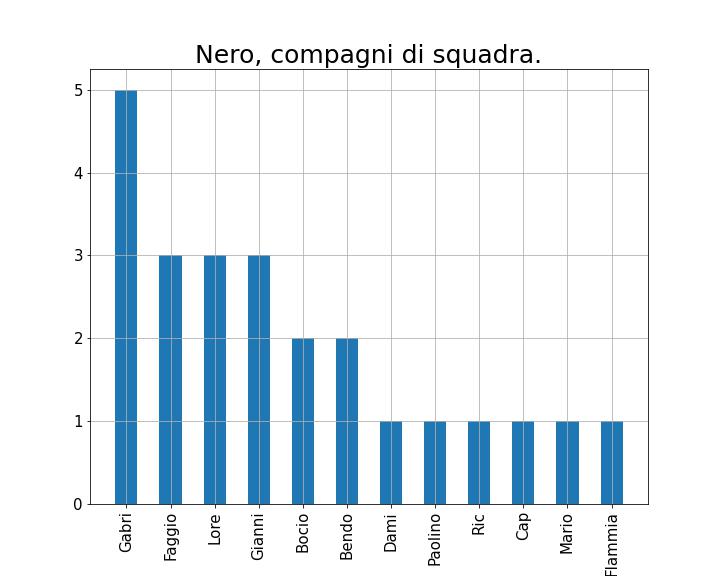 Nero, compagni di squadra.
5
4
3
2
1
0
Gabri
Faggio
Lore
Gianni
Bocio
Bendo
Dami
Paolino
Ric
Cap
Mario
Flammia